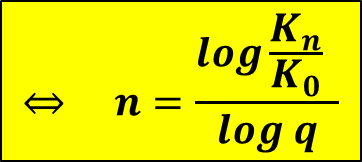 ⇔ n = log(Kₙ/K₀) / log q